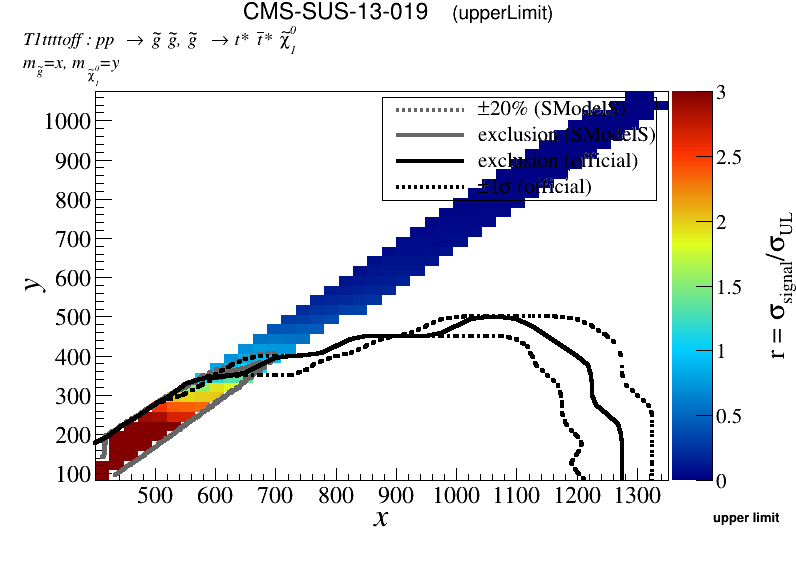 CMS-SUS-13-019 (upperLimit)
T1ttttoff : pp → g̃ g̃, g̃ → t* t̄* χ̃₁⁰
m_g̃=x, m_χ̃₁⁰=y
±20% (SModelS)
exclusion (SModelS)
exclusion (official)
±1σ (official)
1000
900
800
700
600
500
400
300
200
100
y
500 600 700 800 900 1000 1100 1200 1300
x
3
2.5
2
1.5
1
0.5
0
r = σ_signal/σ_UL
upper limit